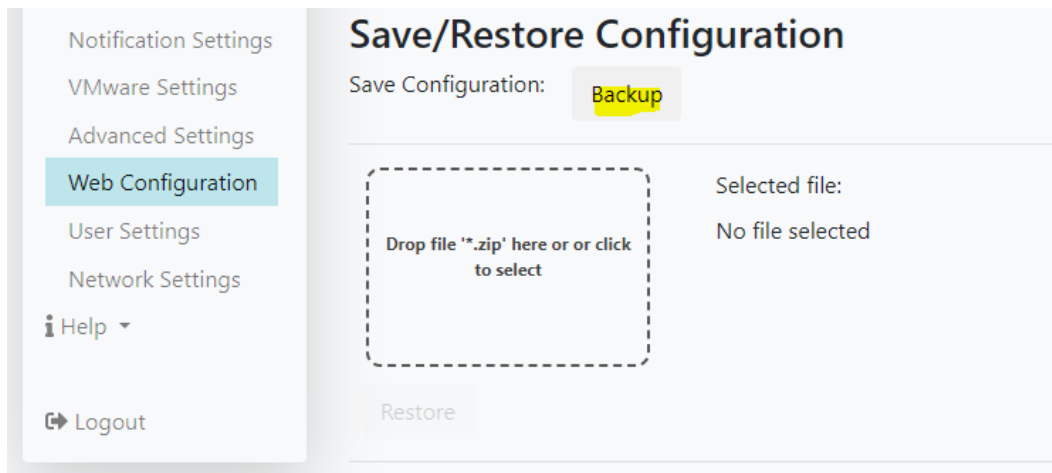 Notification Settings
VMware Settings
Advanced Settings
Web Configuration
User Settings
Network Settings
Help
Logout
Save/Restore Configuration
Save Configuration:
Backup
Drop file '*.zip' here or or click
to select
Selected file:
No file selected
Restore